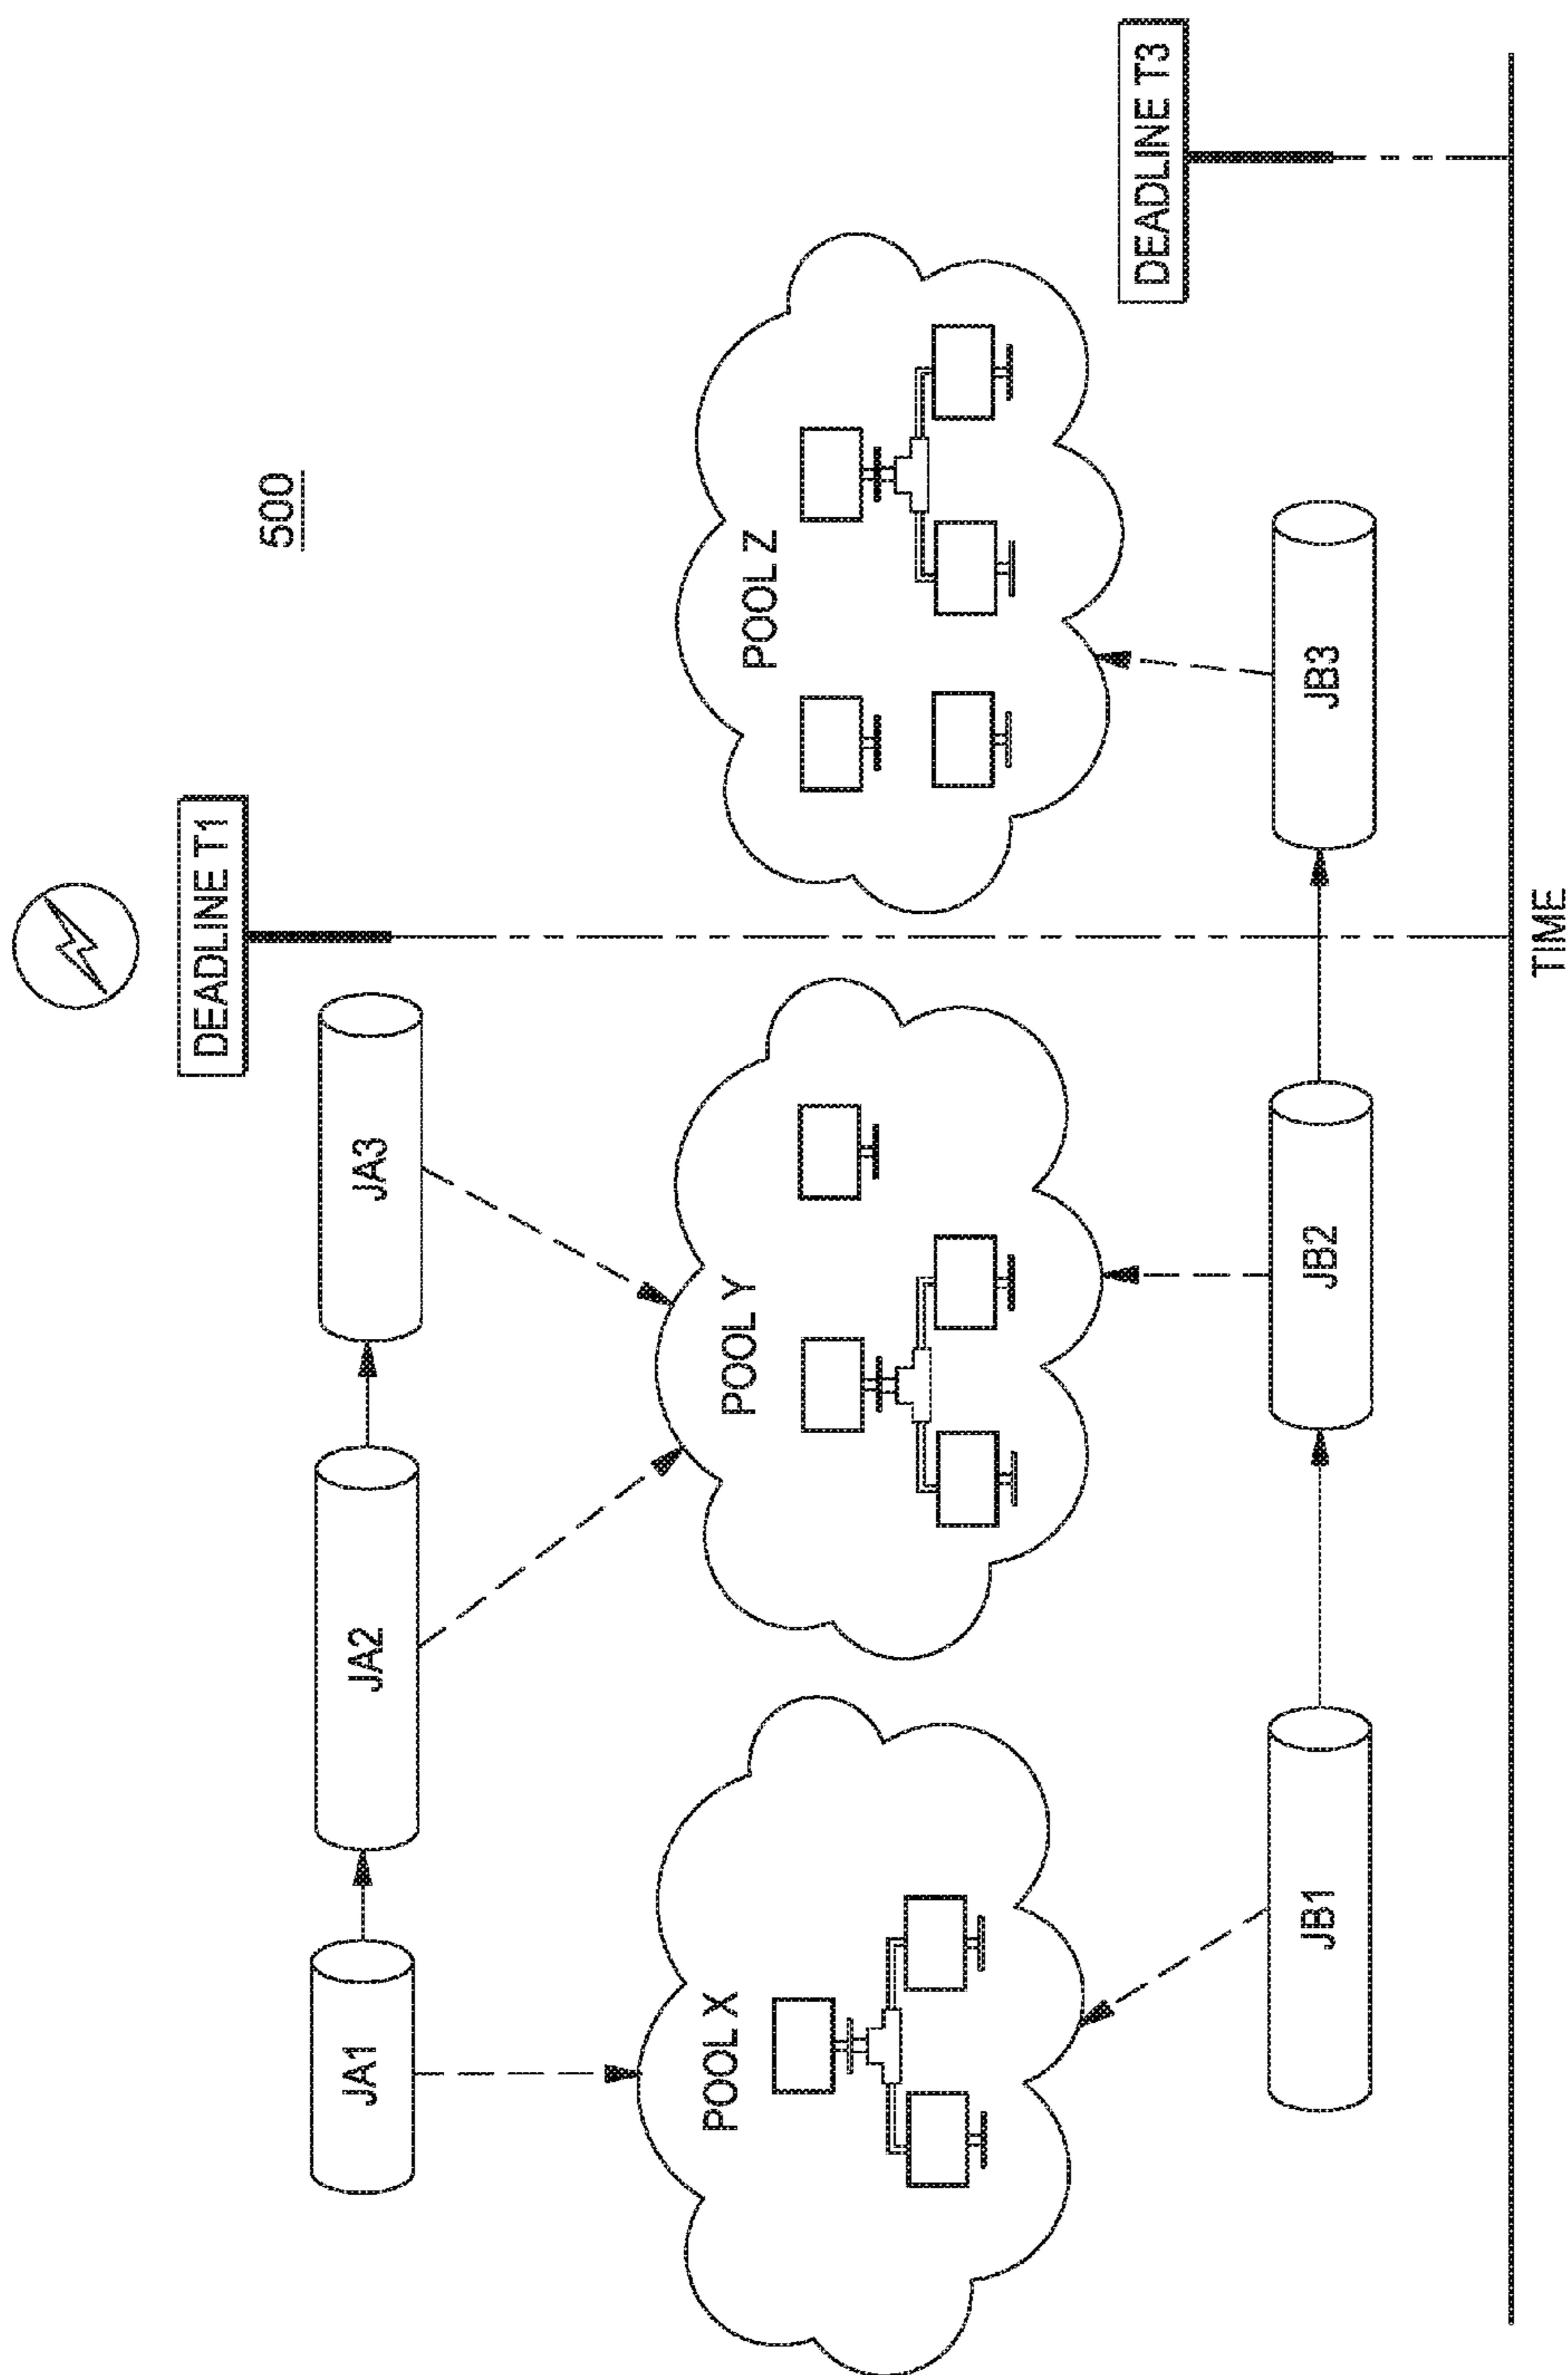 500
DEADLINE T1
JA1
JA2
JA3
POOL X
POOL Y
POOL Z
DEADLINE T3
JB1
JB2
JB3
TIME